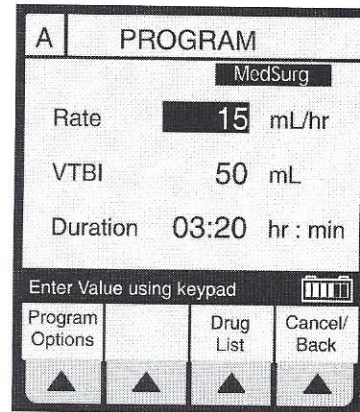 A PROGRAM
MedSurg
Rate 15 mL/hr
VTBI 50 mL
Duration 03:20 hr : min
Enter Value using keypad
Program Options
Drug List
Cancel/ Back